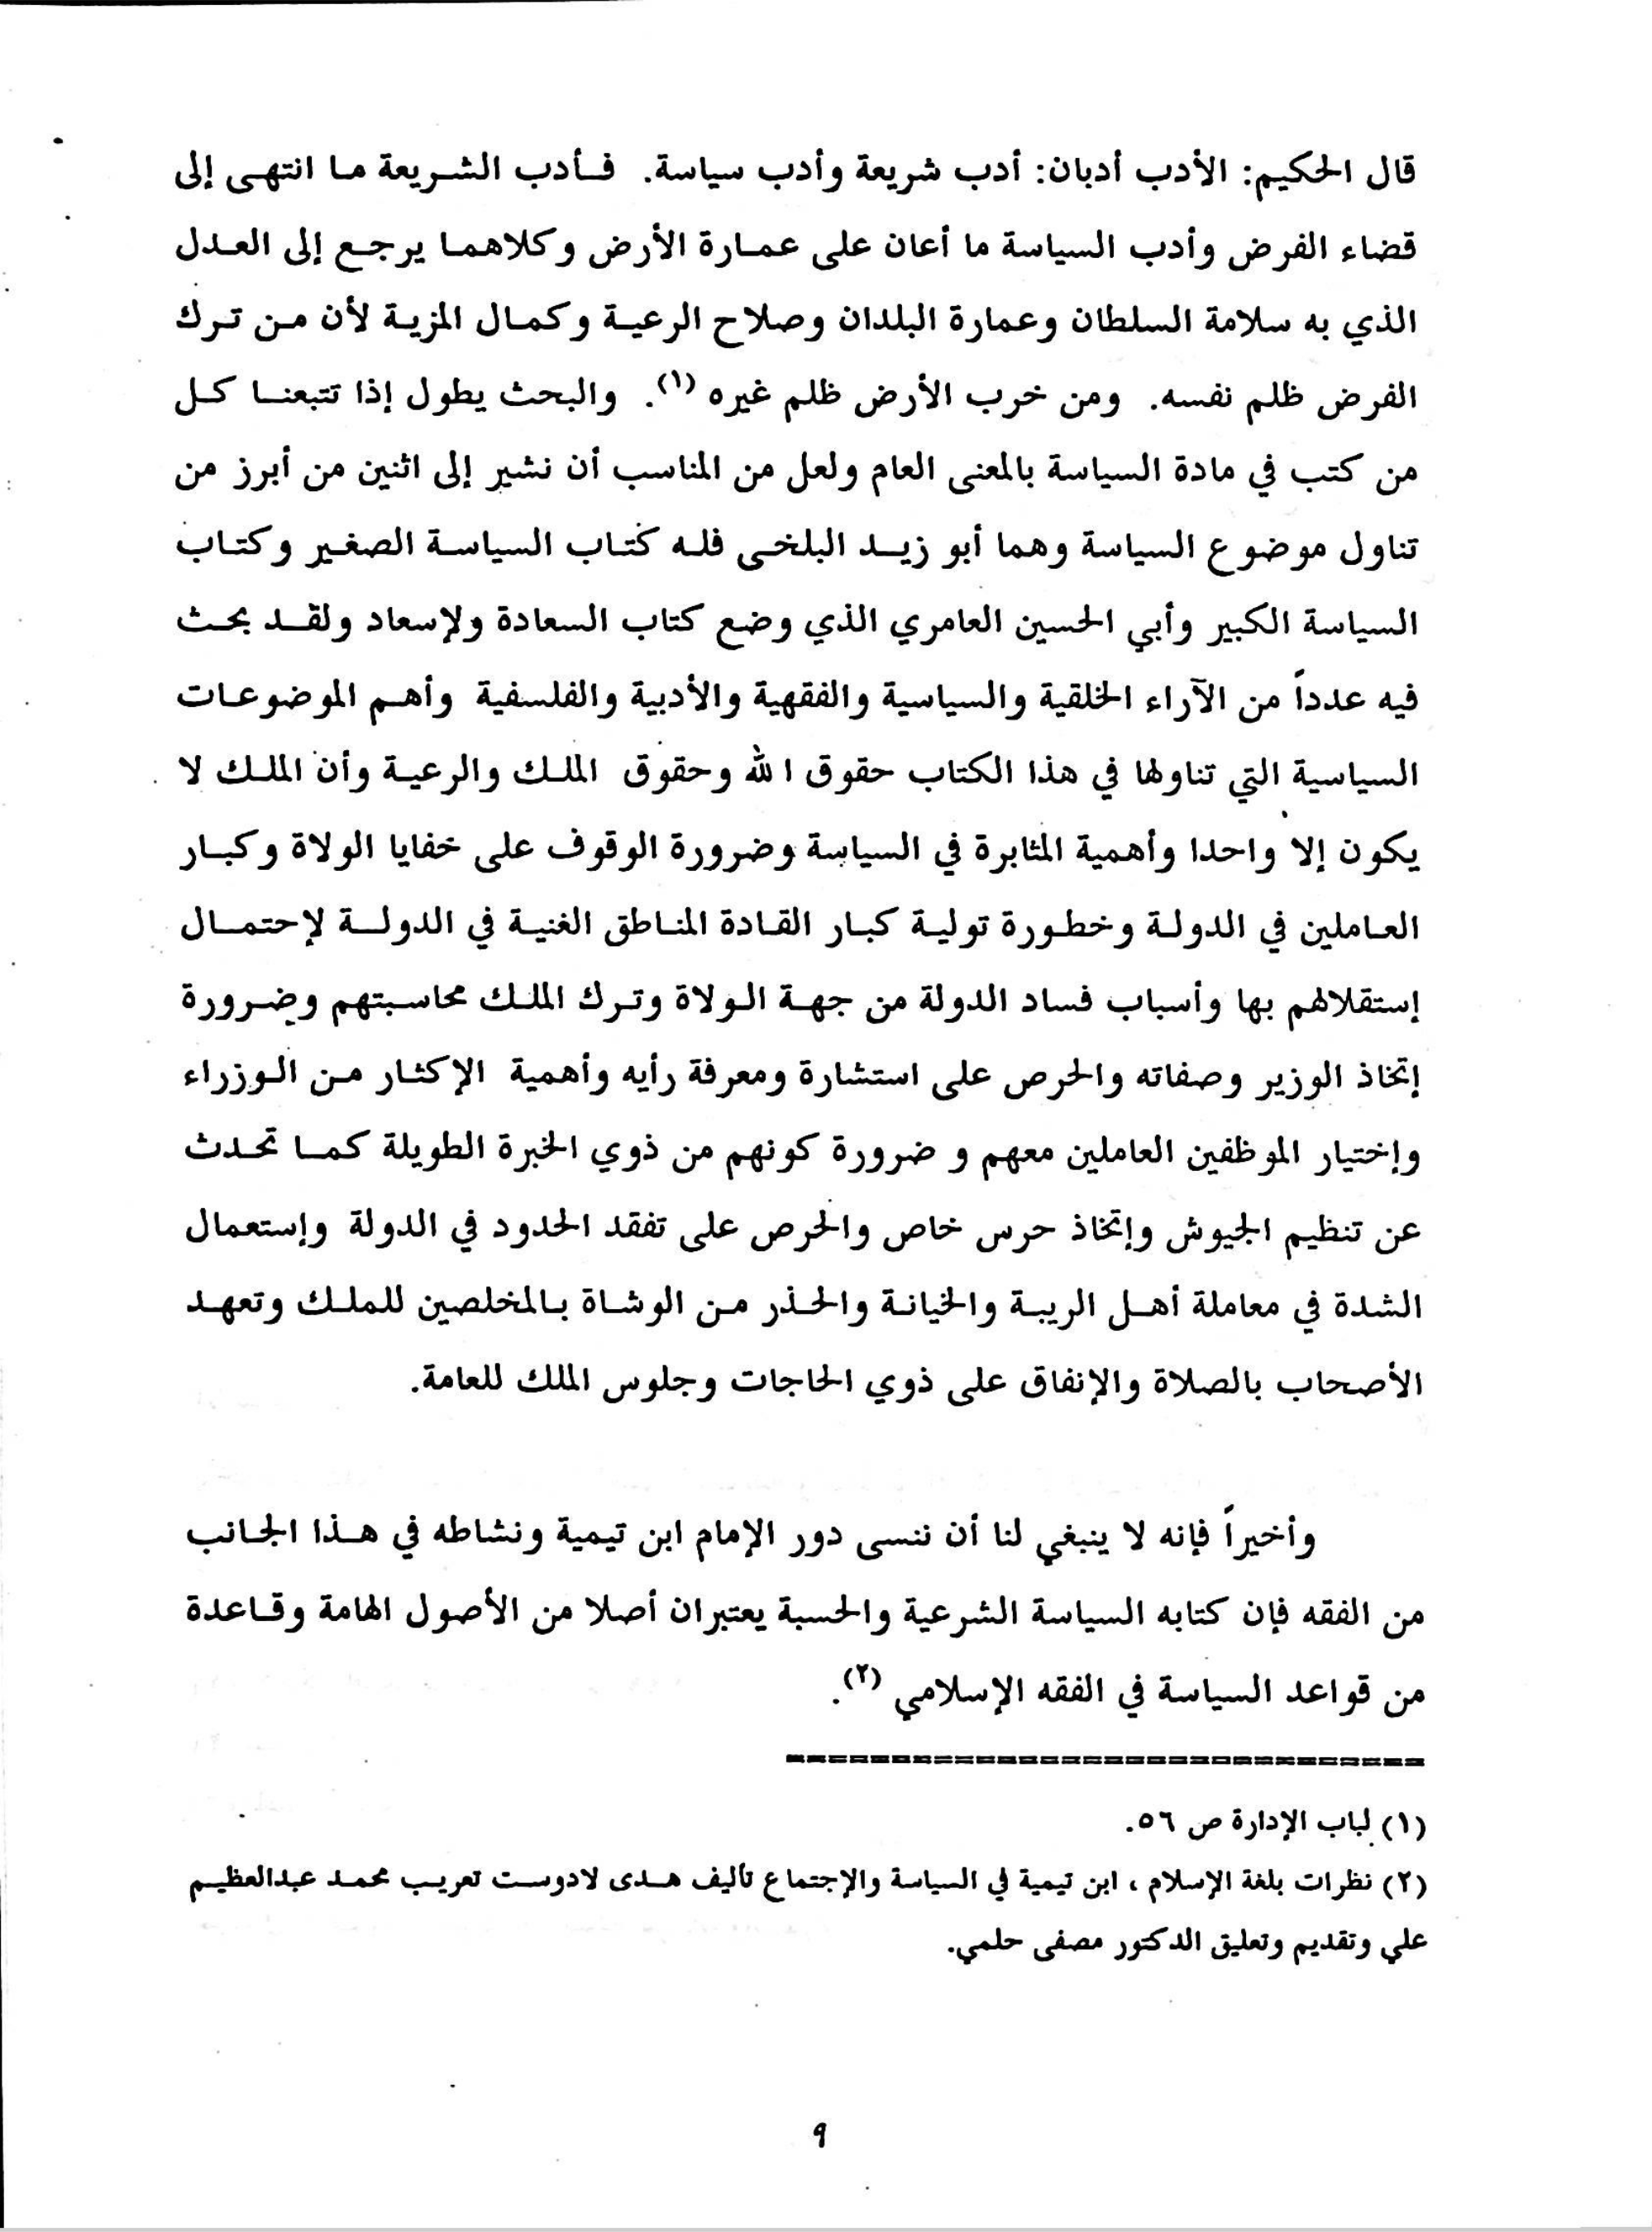 قال الحكيم: الأدب أدبان: أدب شريعة وأدب سياسة. فأدب الشريعة ما انتهى إلى
قضاء الفرض وأدب السياسة ما أعان على عمارة الأرض وكلاهما يرجع إلى العدل
الذي به سلامة السلطان وعمارة البلدان وصلاح الرعية وكمال المزية لأن من ترك
الفرض ظلم نفسه. ومن خرب الأرض ظلم غيره (١). والبحث يطول إذا تتبعنا كل
من كتب في مادة السياسة بالمعنى العام ولعل من المناسب أن نشير إلى اثنين من أبرز من
تناول موضوع السياسة وهما أبو زيد البلخى فله كتاب السياسة الصغير وكتاب
السياسة الكبير وأبي الحسين العامري الذي وضع كتاب السعادة ولإسعاد ولقد بحث
فيه عدداً من الآراء الخلقية والسياسية والفقهية والأدبية والفلسفية وأهم الموضوعات
السياسية التي تناولها في هذا الكتاب حقوق الله وحقوق الملك والرعية وأن الملك لا
يكون إلا واحدا وأهمية المثابرة في السياسة وضرورة الوقوف على خفايا الولاة وكبار
العاملين في الدولة وخطورة تولية كبار القادة المناطق الغنية في الدولة لإحتمال
إستقلالهم بها وأسباب فساد الدولة من جهة الولاة وترك الملك محاسبتهم وضرورة
إتخاذ الوزير وصفاته والحرص على استشارة ومعرفة رأيه وأهمية الإكثار من الوزراء
وإختيار الموظفين العاملين معهم و ضرورة كونهم من ذوي الخبرة الطويلة كما تحدث
عن تنظيم الجيوش وإتخاذ حرس خاص والحرص على تفقد الحدود في الدولة وإستعمال
الشدة في معاملة أهل الريبة والخيانة والحذر من الوشاة بالمخلصين للملك وتعهد
الأصحاب بالصلاة والإنفاق على ذوي الحاجات وجلوس الملك للعامة.
وأخيراً فإنه لا ينبغي لنا أن ننسى دور الإمام ابن تيمية ونشاطه في هذا الجانب
من الفقه فإن كتابه السياسة الشرعية والحسبة يعتبران أصلا من الأصول الهامة وقاعدة
من قواعد السياسة في الفقه الإسلامي (٢).
(١) لباب الإدارة ص ٥٦.
(٢) نظرات بلغة الإسلام ، ابن تيمية في السياسة والإجتماع تأليف هدى لادوست تعريب محمد عبدالعظيم
علي وتقديم وتعليق الدكتور مصفى حلمي.
٩